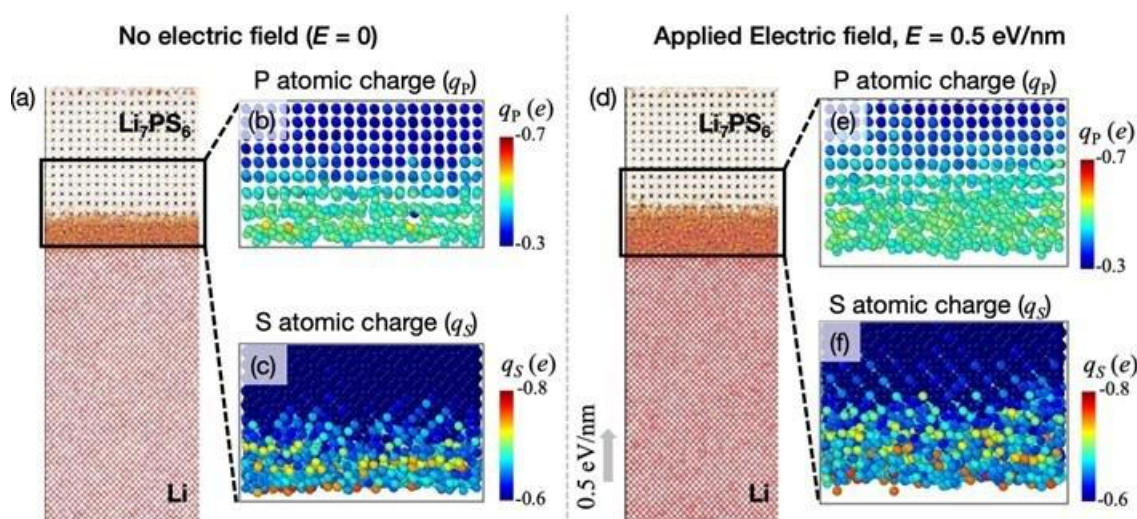 No electric field (E = 0)
(a)
Li₇PS₆
Li
P atomic charge (qₚ)
(b)
qₚ (e)
-0.7
-0.3
S atomic charge (qS)
(c)
qS (e)
-0.8
-0.6
0.5 eV/nm
Applied Electric field, E = 0.5 eV/nm
(d)
Li₇PS₆
Li
P atomic charge (qₚ)
(e)
qₚ (e)
-0.7
-0.3
S atomic charge (qS)
(f)
qS (e)
-0.8
-0.6